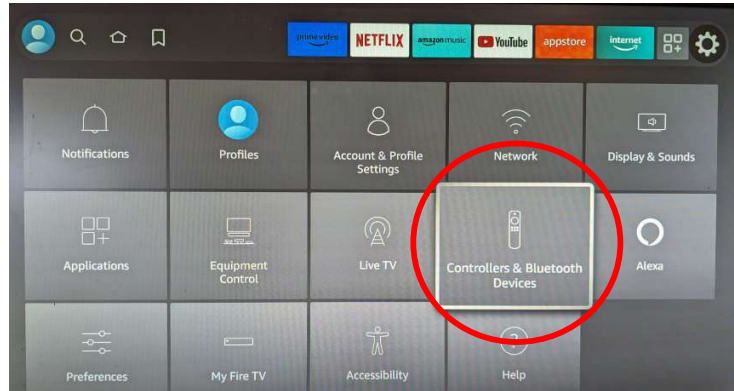 prime video
NETFLIX
amazon music
YouTube
appstore
internet
Notifications
Profiles
Account & Profile
Settings
Network
Display & Sounds
Applications
Equipment
Control
Live TV
Controllers & Bluetooth
Devices
Alexa
Preferences
My Fire TV
Accessibility
Help